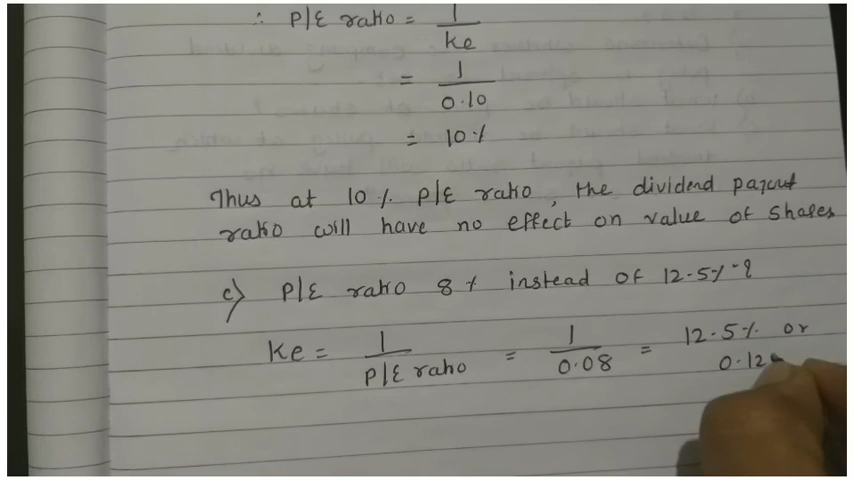 ∴ P/E ratio = 1/ke
= 1/0.10
= 10%
Thus at 10% P/E ratio, the dividend payout
ratio will have no effect on value of shares
c) P/E ratio 8% instead of 12.5%-?
Ke = 1/P/E ratio = 1/0.08 = 12.5% or
0.12